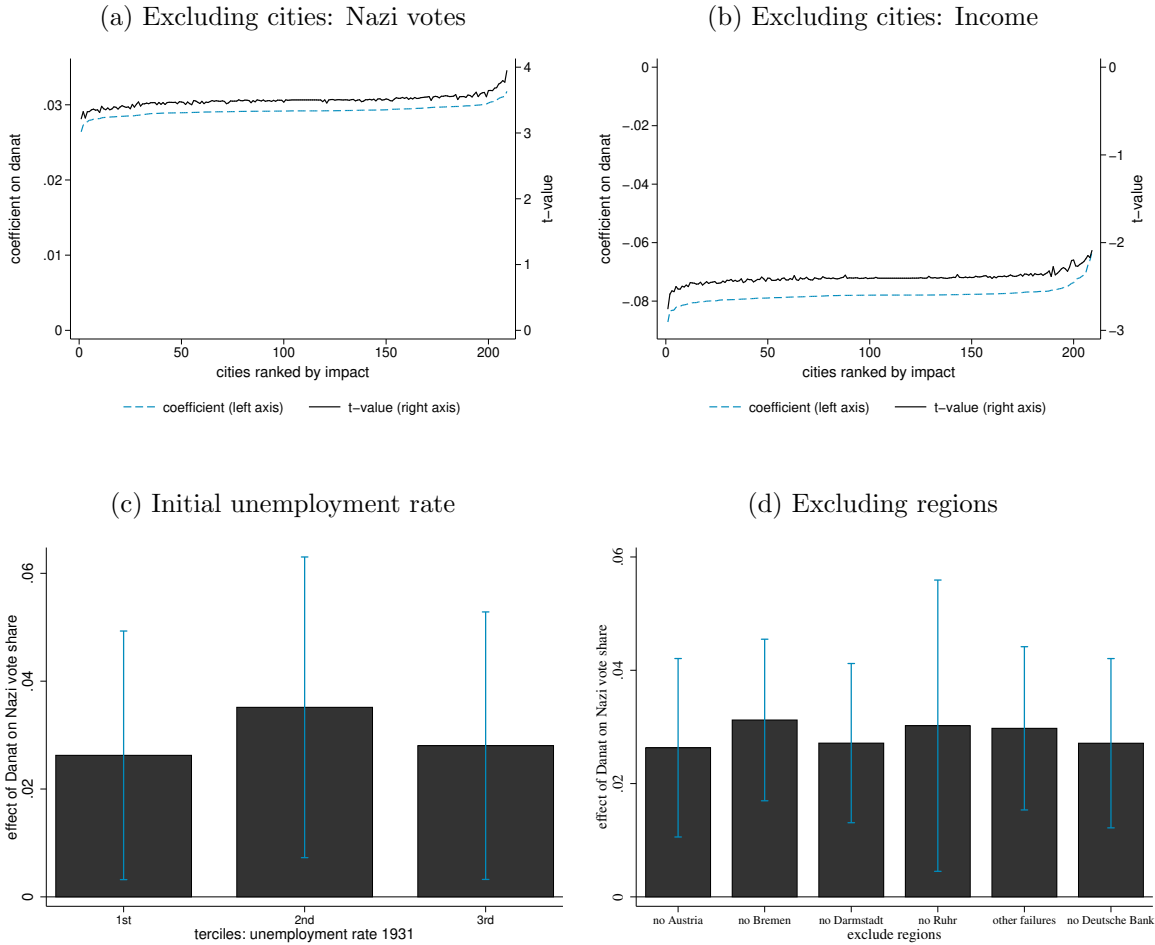 (a) Excluding cities: Nazi votes
coefficient on danat
0
.01
.02
.03
t−value
0
1
2
3
4
0
50
100
150
200
cities ranked by impact
coefficient (left axis)
t−value (right axis)
(b) Excluding cities: Income
coefficient on danat
−.08
−.06
−.04
−.02
0
t−value
−3
−2
−1
0
0
50
100
150
200
cities ranked by impact
coefficient (left axis)
t−value (right axis)
(c) Initial unemployment rate
effect of Danat on Nazi vote share
0
.02
.04
.06
1st
2nd
3rd
terciles: unemployment rate 1931
(d) Excluding regions
effect of Danat on Nazi vote share
0
.02
.04
.06
no Austria
no Bremen
no Darmstadt
no Ruhr
other failures
no Deutsche Bank
exclude regions